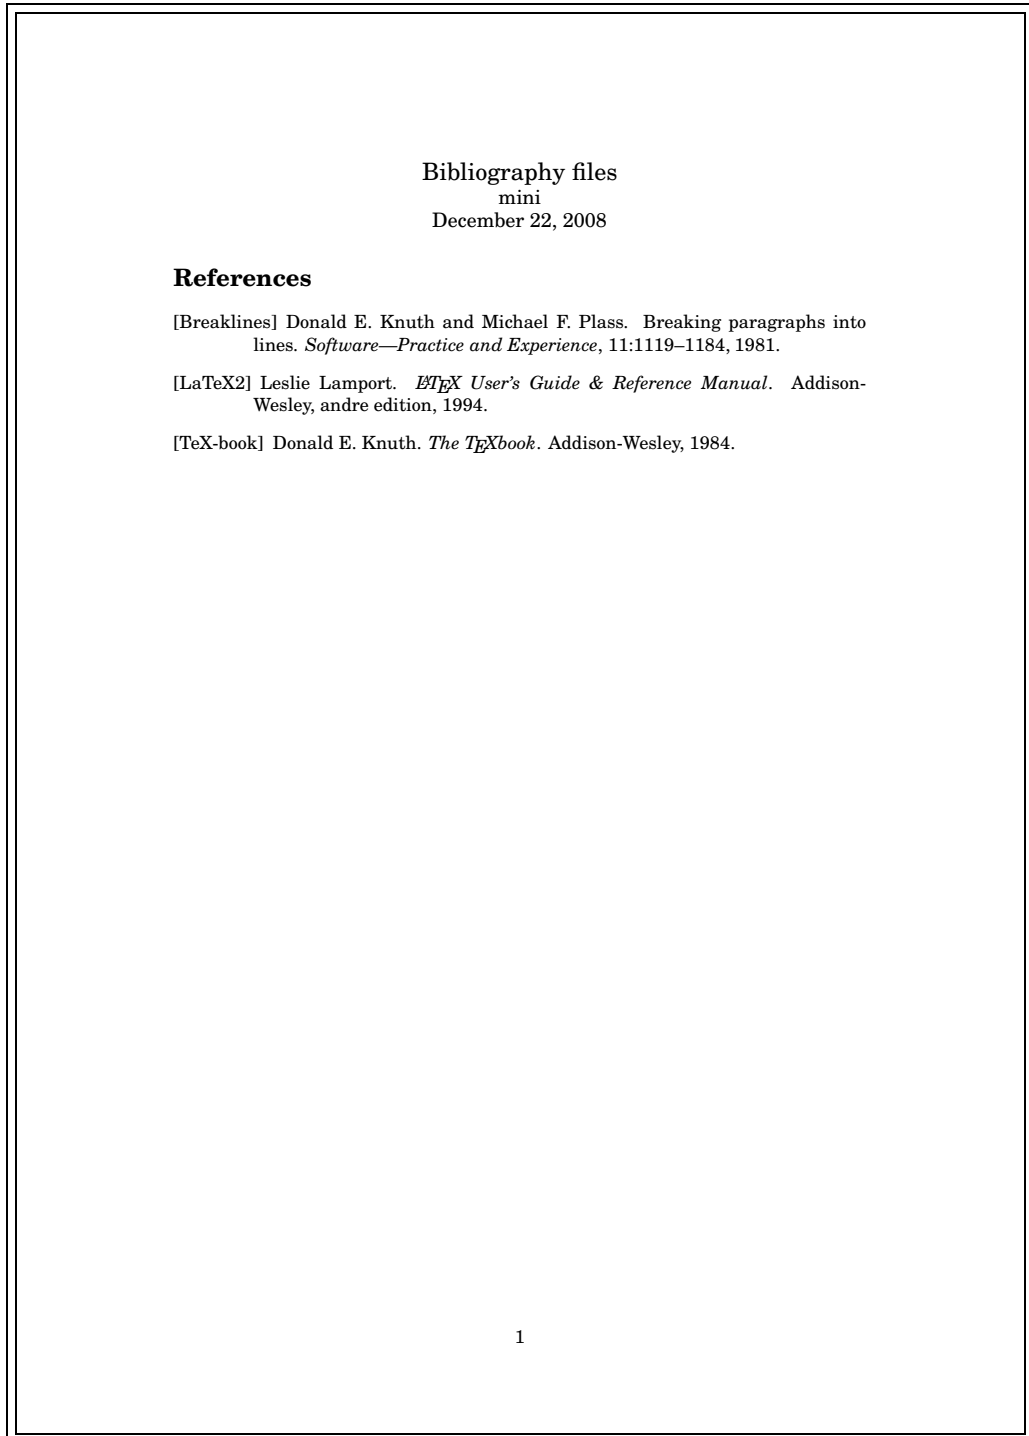 Bibliography files
mini
December 22, 2008
References
[Breaklines] Donald E. Knuth and Michael F. Plass. Breaking paragraphs into
lines. Software—Practice and Experience, 11:1119–1184, 1981.
[LaTeX2] Leslie Lamport. LATEX User's Guide & Reference Manual. Addison-
Wesley, andre edition, 1994.
[TeX-book] Donald E. Knuth. The TEXbook. Addison-Wesley, 1984.
1